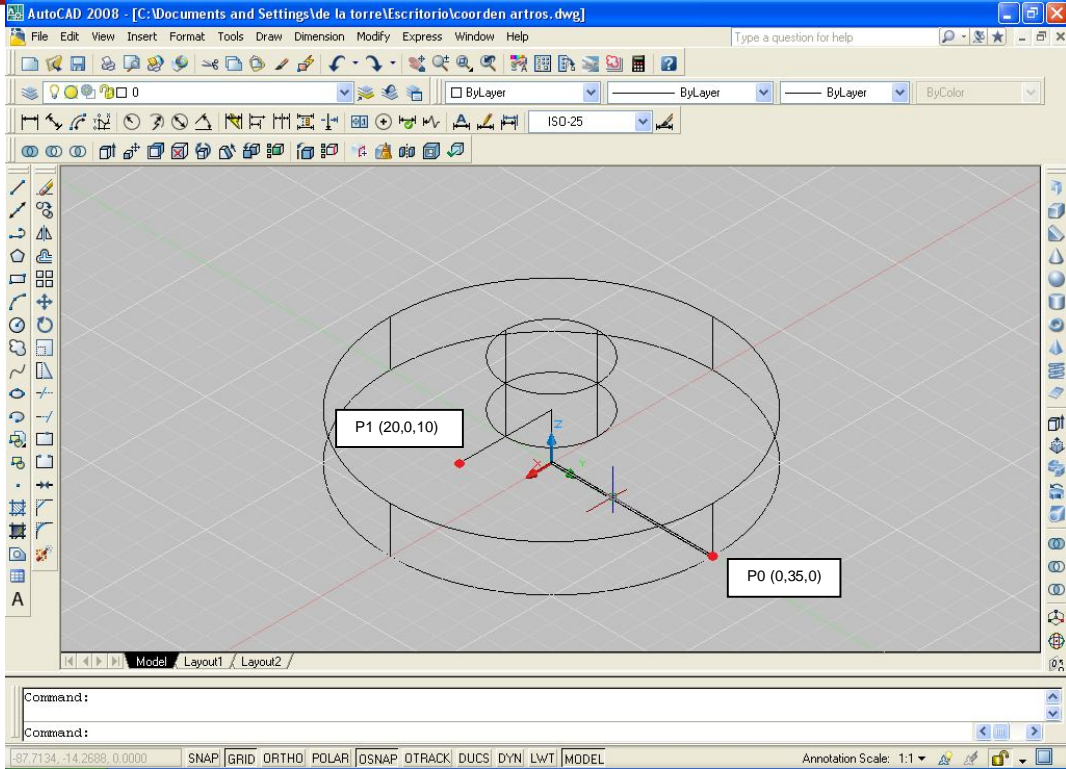 AutoCAD 2008 - [C:\Documents and Settings\de la torre\Escritorio\coorden artros.dwg]
File Edit View Insert Format Tools Draw Dimension Modify Express Window Help
Type a question for help
0
ByLayer
ByLayer
ByLayer
ByColor
ISO-25
P1 (20,0,10)
Z
X
Y
P0 (0,35,0)
A
Model Layout1 Layout2
Command:
Command:
-87.7134, -14.2688, 0.0000
SNAP GRID ORTHO POLAR OSNAP OTRACK DUCS DYN LWT MODEL
Annotation Scale: 1:1